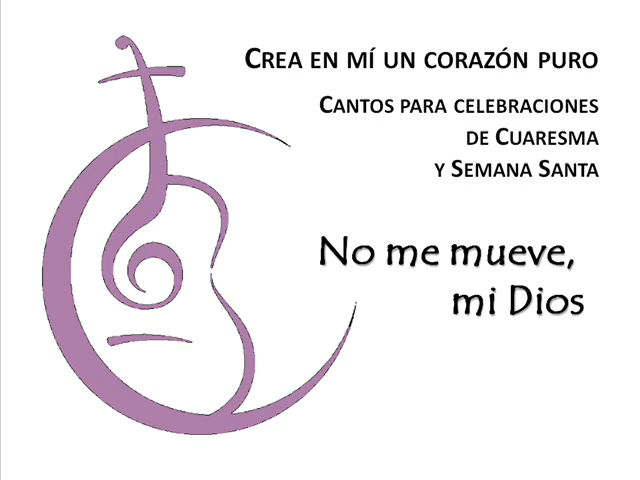 CREA EN MÍ UN CORAZÓN PURO
CANTOS PARA CELEBRACIONES
DE CUARESMA
Y SEMANA SANTA
No me mueve,
mi Dios